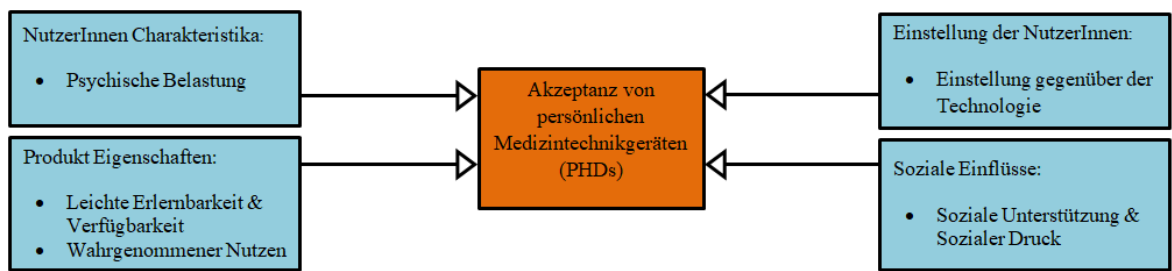 NutzerInnen Charakteristika:
• Psychische Belastung
Produkt Eigenschaften:
• Leichte Erlernbarkeit &
Verfügbarkeit
• Wahrgenommener Nutzen
Akzeptanz von
persönlichen
Medizintechnikgeräten
(PHDs)
Einstellung der NutzerInnen:
• Einstellung gegenüber der
Technologie
Soziale Einflüsse:
• Soziale Unterstützung &
Sozialer Druck